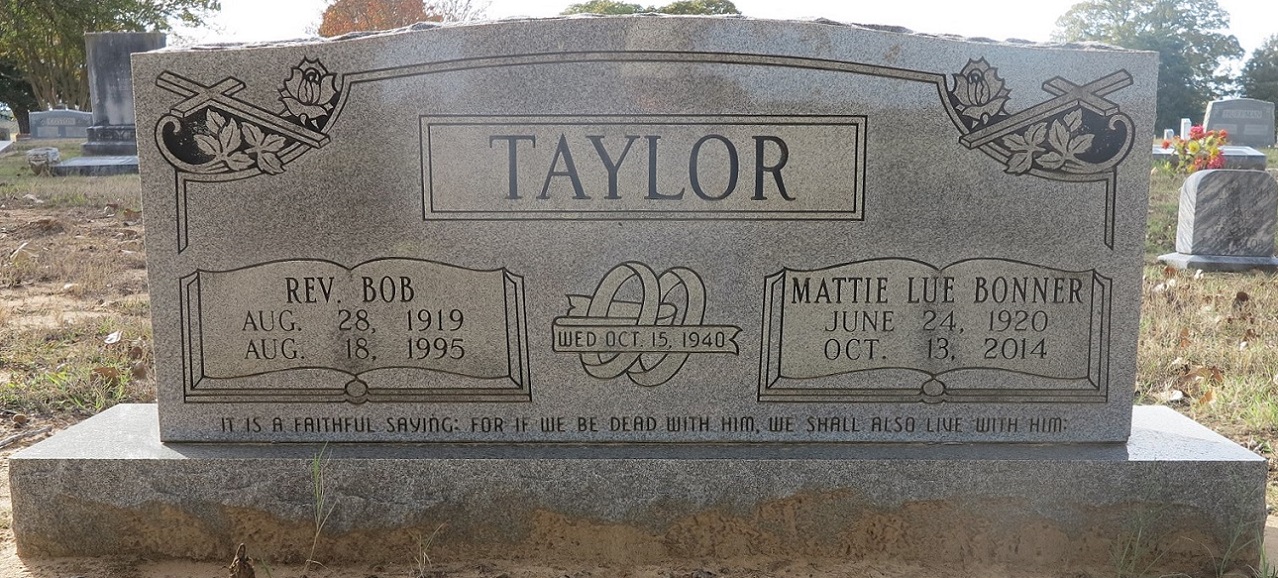 TAYLOR
REV. BOB
AUG. 28, 1919
AUG. 18, 1995
WED OCT. 15, 1940
MATTIE LUE BONNER
JUNE 24, 1920
OCT. 13, 2014
IT IS A FAITHFUL SAYING: FOR IF WE BE DEAD WITH HIM, WE SHALL ALSO LIVE WITH HIM: